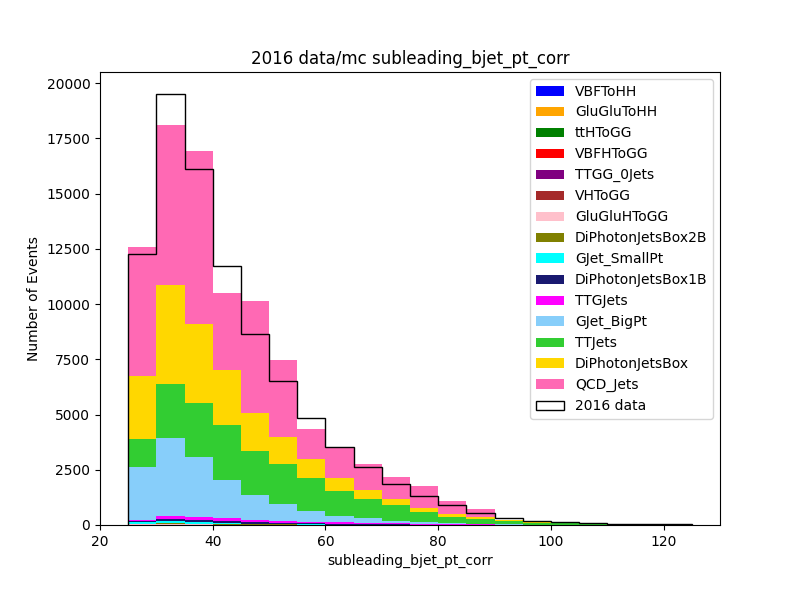 2016 data/mc subleading_bjet_pt_corr
20000
17500
15000
12500
10000
7500
5000
2500
0
Number of Events
20
40
60
80
100
120
subleading_bjet_pt_corr
VBFToHH
GluGluToHH
ttHToGG
VBFHToGG
TTGG_0Jets
VHToGG
GluGluHToGG
DiPhotonJetsBox2B
GJet_SmallPt
DiPhotonJetsBox1B
TTGJets
GJet_BigPt
TTJets
DiPhotonJetsBox
QCD_Jets
2016 data